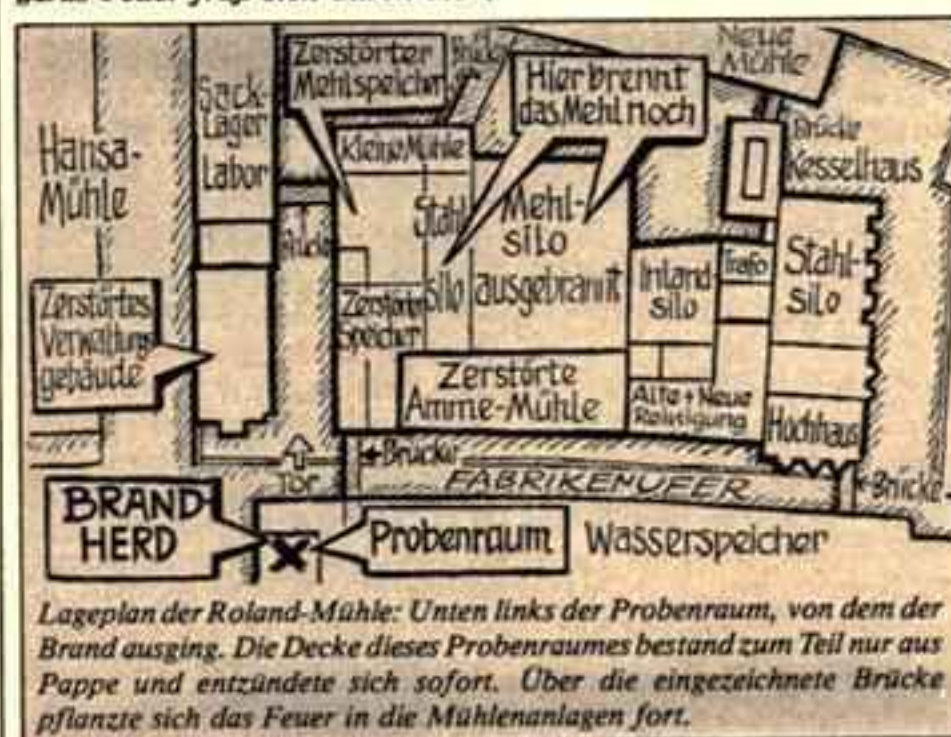 Zerstörter
Mehlspeicher
Brücke
Neue
Mühle
Hier brennt
das Mehl noch
Sack-
Lager
Labor
Hansa-
Mühle
kleine Mühle
Brücke
Kesselhaus
Stahl
silo
Mehl-
silo
ausgebrannt
Brücke
Inland
silo
Trafo
Stahl-
silo
Zerstörtes
Verwaltungs
gebäude
Zerstörter
Speicher
Zerstörte
Amme-Mühle
Alte + Neue
Reinigung
Hochhaus
Brücke
Tor
FABRIKENUFER
Brücke
BRAND-
HERD
Probenraum
Wasserspeicher
Lageplan der Roland-Mühle: Unten links der Probenraum, von dem der
Brand ausging. Die Decke dieses Probenraumes bestand zum Teil nur aus
Pappe und entzündete sich sofort. Über die eingezeichnete Brücke
pflanzte sich das Feuer in die Mühlenanlagen fort.